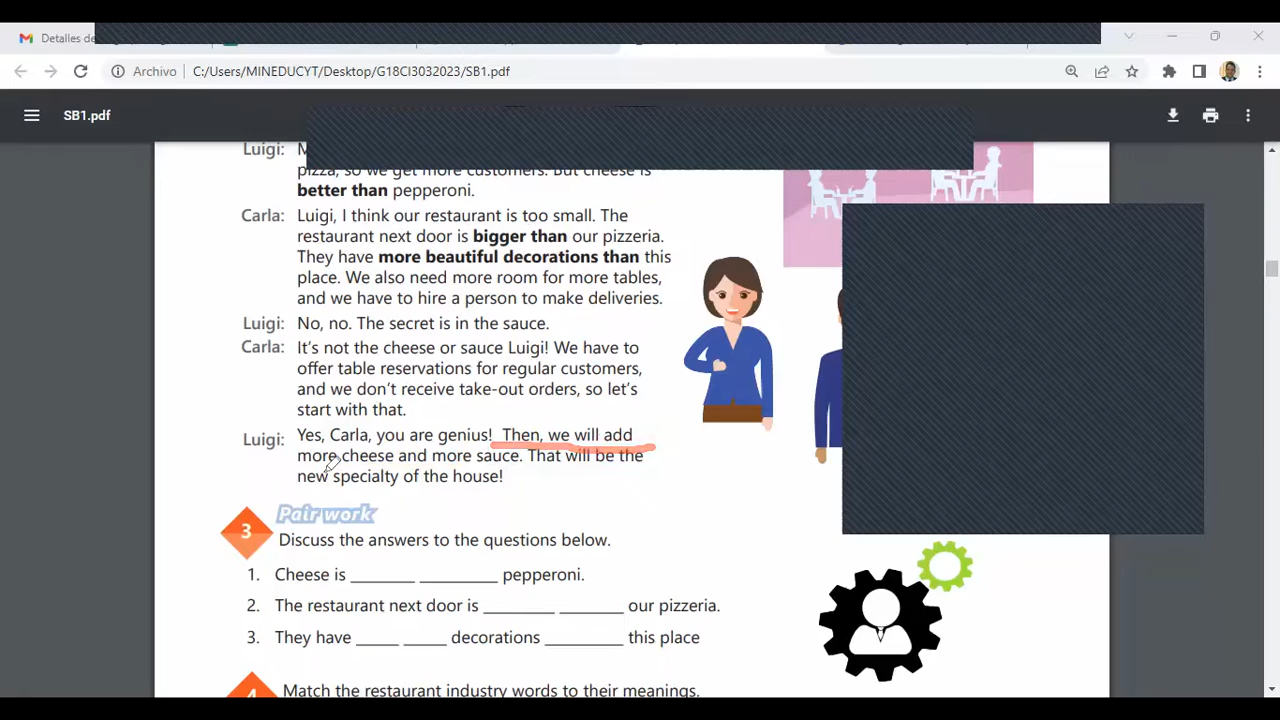 Detalles de
Archivo C:/Users/MINEDUCYT/Desktop/G18CI3032023/SB1.pdf
SB1.pdf
Luigi:
pizza, so we get more customers. But cheese is
better than pepperoni.
Carla: Luigi, I think our restaurant is too small. The
restaurant next door is bigger than our pizzeria.
They have more beautiful decorations than this
place. We also need more room for more tables,
and we have to hire a person to make deliveries.
Luigi: No, no. The secret is in the sauce.
Carla: It's not the cheese or sauce Luigi! We have to
offer table reservations for regular customers,
and we don't receive take-out orders, so let's
start with that.
Luigi: Yes, Carla, you are genius! Then, we will add
more cheese and more sauce. That will be the
new specialty of the house!
3 Pair work
Discuss the answers to the questions below.
1. Cheese is _______ _________ pepperoni.
2. The restaurant next door is ________ _______ our pizzeria.
3. They have _____ _____ decorations _________ this place
4 Match the restaurant industry words to their meanings.